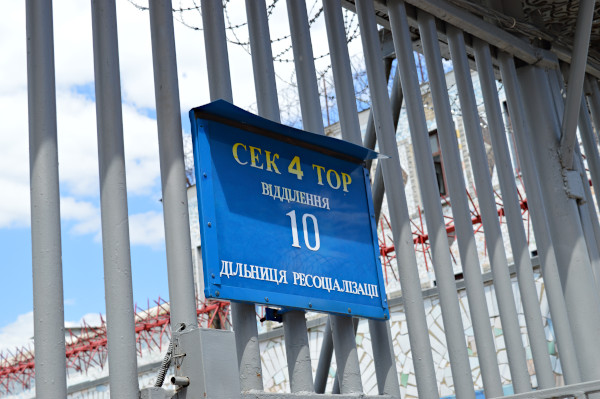 СЕК 4 ТОР
ВІДДІЛЕННЯ
10
ДІЛЬНИЦЯ РЕСОЦІАЛІЗАЦІЇ